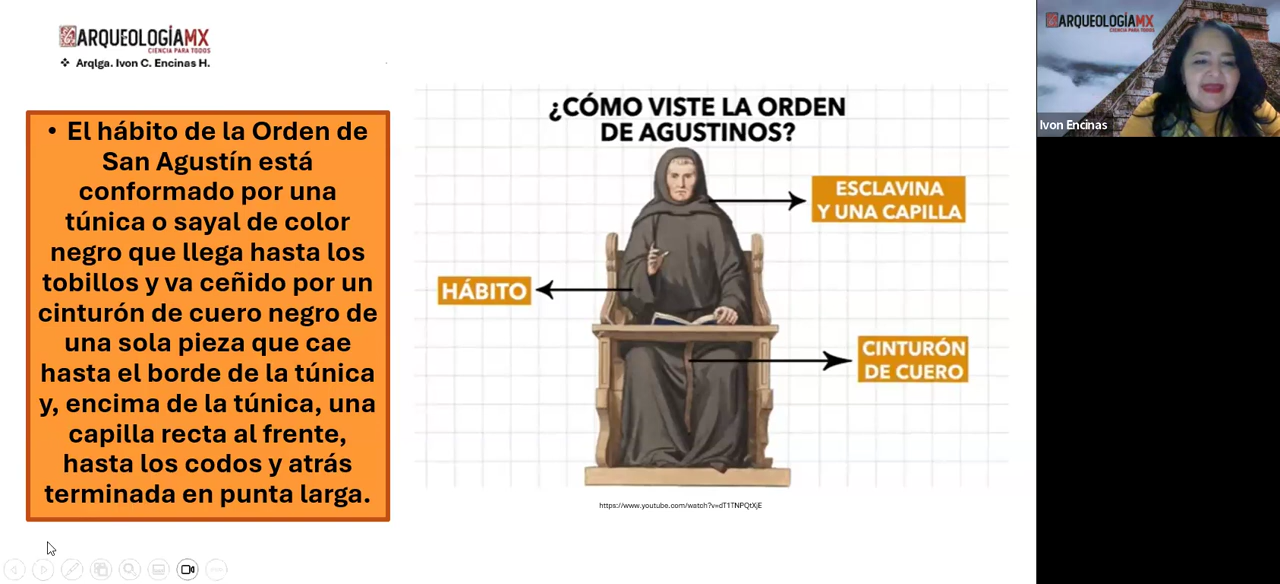 ARQUEOLOGÍAMX
CIENCIA PARA TODOS
❖ Arqlga. Ivon C. Encinas H.
• El hábito de la Orden de
San Agustín está
conformado por una
túnica o sayal de color
negro que llega hasta los
tobillos y va ceñido por un
cinturón de cuero negro de
una sola pieza que cae
hasta el borde de la túnica
y, encima de la túnica, una
capilla recta al frente,
hasta los codos y atrás
terminada en punta larga.
¿CÓMO VISTE LA ORDEN
DE AGUSTINOS?
ESCLAVINA
Y UNA CAPILLA
HÁBITO
CINTURÓN
DE CUERO
https://www.youtube.com/watch?v=dT1TNPQtXjE
ARQUEOLOGÍAMX
CIENCIA PARA TODOS
Ivon Encinas